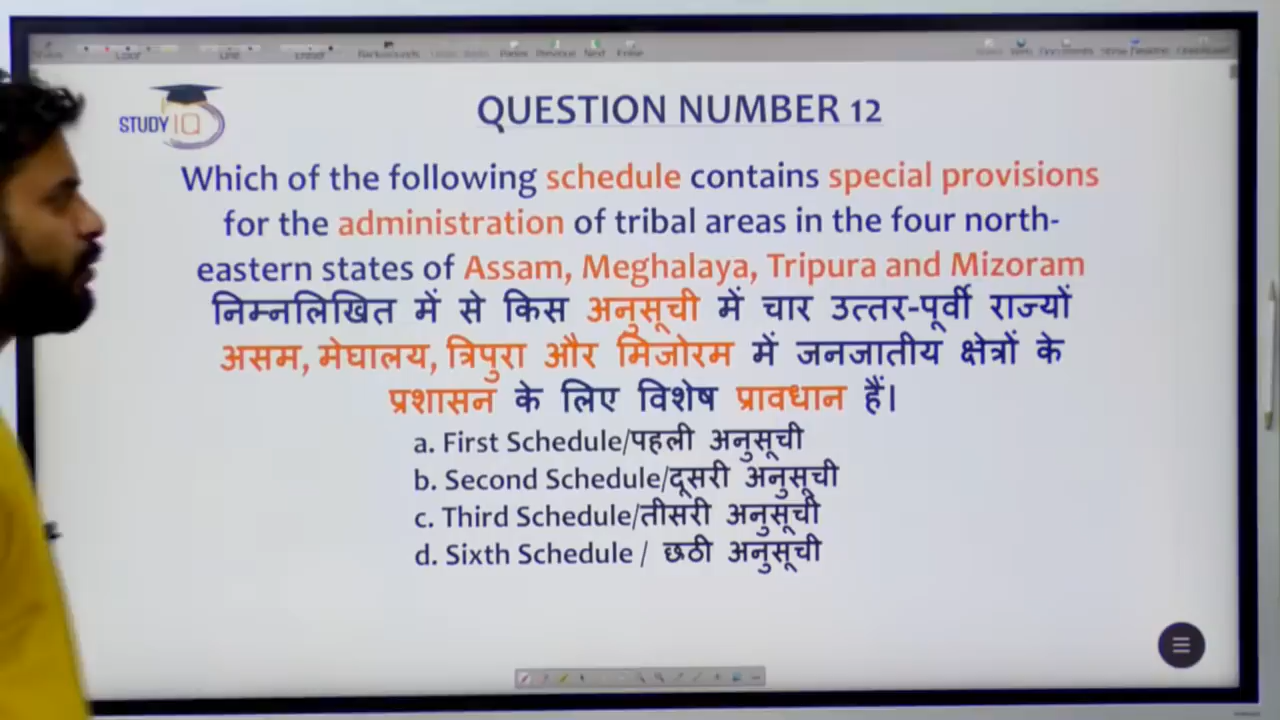 STUDY IQ
QUESTION NUMBER 12
Which of the following schedule contains special provisions
for the administration of tribal areas in the four north-
eastern states of Assam, Meghalaya, Tripura and Mizoram
निम्नलिखित में से किस अनुसूची में चार उत्तर-पूर्वी राज्यों
असम, मेघालय, त्रिपुरा और मिजोरम में जनजातीय क्षेत्रों के
प्रशासन के लिए विशेष प्रावधान हैं।
a. First Schedule/पहली अनुसूची
b. Second Schedule/दूसरी अनुसूची
c. Third Schedule/तीसरी अनुसूची
d. Sixth Schedule / छठी अनुसूची